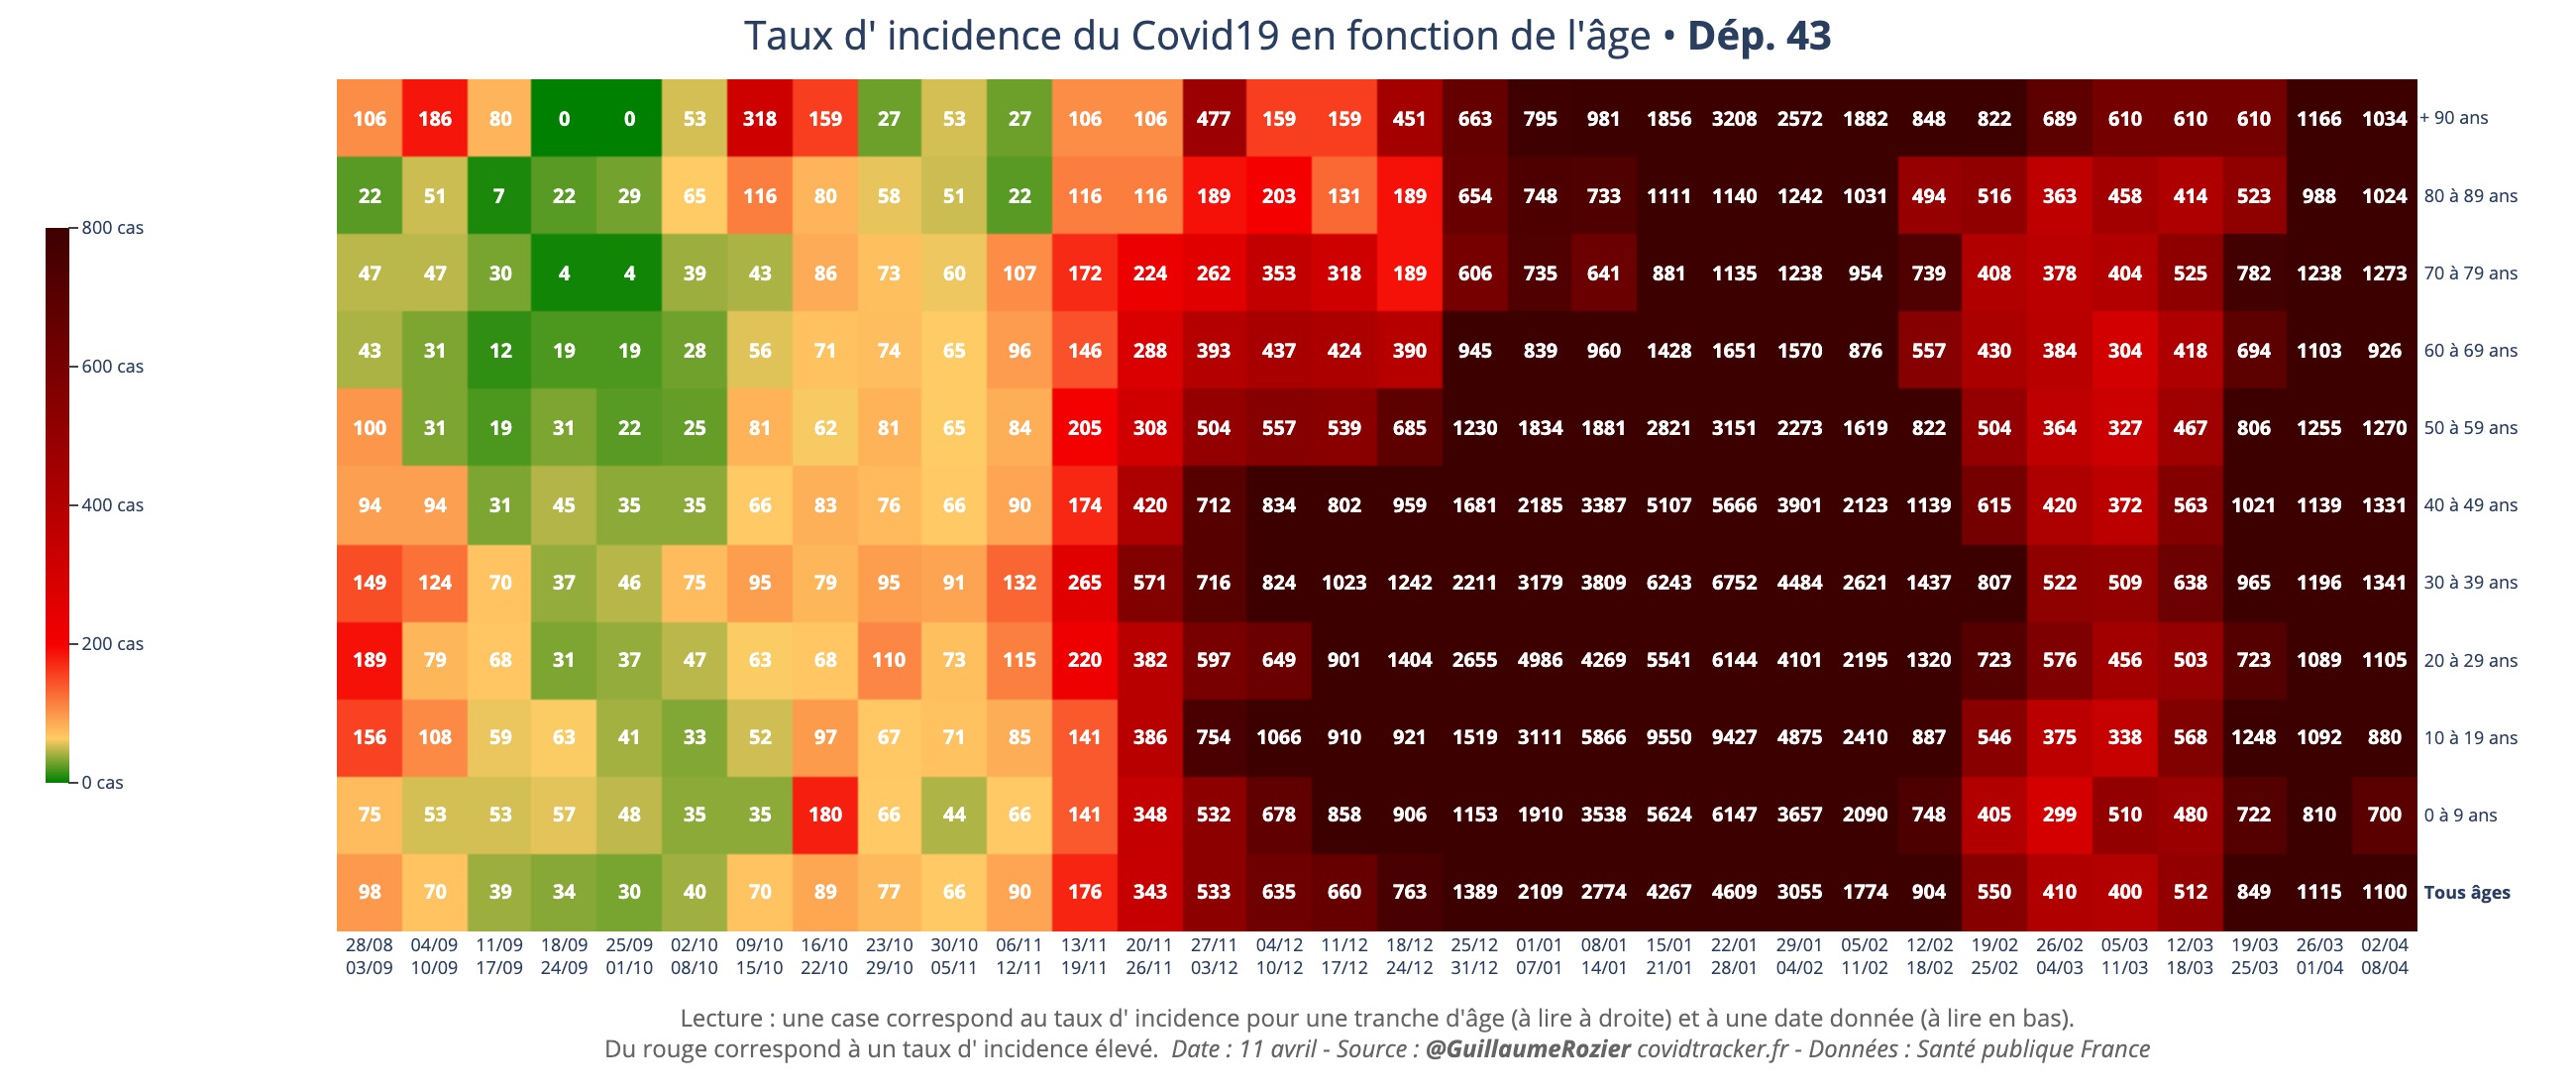 Taux d' incidence du Covid19 en fonction de l'âge • Dép. 43
106 186 80 0 0 53 318 159 27 53 27 106 106 477 159 159 451 663 795 981 1856 3208 2572 1882 848 822 689 610 610 610 1166 1034 + 90 ans
22 51 7 22 29 65 116 80 58 51 22 116 116 189 203 131 189 654 748 733 1111 1140 1242 1031 494 516 363 458 414 523 988 1024 80 à 89 ans
800 cas
47 47 30 4 4 39 43 86 73 60 107 172 224 262 353 318 189 606 735 641 881 1135 1238 954 739 408 378 404 525 782 1238 1273 70 à 79 ans
43 31 12 19 19 28 56 71 74 65 96 146 288 393 437 424 390 945 839 960 1428 1651 1570 876 557 430 384 304 418 694 1103 926 60 à 69 ans
600 cas
100 31 19 31 22 25 81 62 81 65 84 205 308 504 557 539 685 1230 1834 1881 2821 3151 2273 1619 822 504 364 327 467 806 1255 1270 50 à 59 ans
400 cas
94 94 31 45 35 35 66 83 76 66 90 174 420 712 834 802 959 1681 2185 3387 5107 5666 3901 2123 1139 615 420 372 563 1021 1139 1331 40 à 49 ans
149 124 70 37 46 75 95 79 95 91 132 265 571 716 824 1023 1242 2211 3179 3809 6243 6752 4484 2621 1437 807 522 509 638 965 1196 1341 30 à 39 ans
200 cas
189 79 68 31 37 47 63 68 110 73 115 220 382 597 649 901 1404 2655 4986 4269 5541 6144 4101 2195 1320 723 576 456 503 723 1089 1105 20 à 29 ans
156 108 59 63 41 33 52 97 67 71 85 141 386 754 1066 910 921 1519 3111 5866 9550 9427 4875 2410 887 546 375 338 568 1248 1092 880 10 à 19 ans
0 cas
75 53 53 57 48 35 35 180 66 44 66 141 348 532 678 858 906 1153 1910 3538 5624 6147 3657 2090 748 405 299 510 480 722 810 700 0 à 9 ans
98 70 39 34 30 40 70 89 77 66 90 176 343 533 635 660 763 1389 2109 2774 4267 4609 3055 1774 904 550 410 400 512 849 1115 1100 Tous âges
28/08 04/09 11/09 18/09 25/09 02/10 09/10 16/10 23/10 30/10 06/11 13/11 20/11 27/11 04/12 11/12 18/12 25/12 01/01 08/01 15/01 22/01 29/01 05/02 12/02 19/02 26/02 05/03 12/03 19/03 26/03 02/04
03/09 10/09 17/09 24/09 01/10 08/10 15/10 22/10 29/10 05/11 12/11 19/11 26/11 03/12 10/12 17/12 24/12 31/12 07/01 14/01 21/01 28/01 04/02 11/02 18/02 25/02 04/03 11/03 18/03 25/03 01/04 08/04
Lecture : une case correspond au taux d' incidence pour une tranche d'âge (à lire à droite) et à une date donnée (à lire en bas).
Du rouge correspond à un taux d' incidence élevé. Date : 11 avril - Source : @GuillaumeRozier covidtracker.fr - Données : Santé publique France